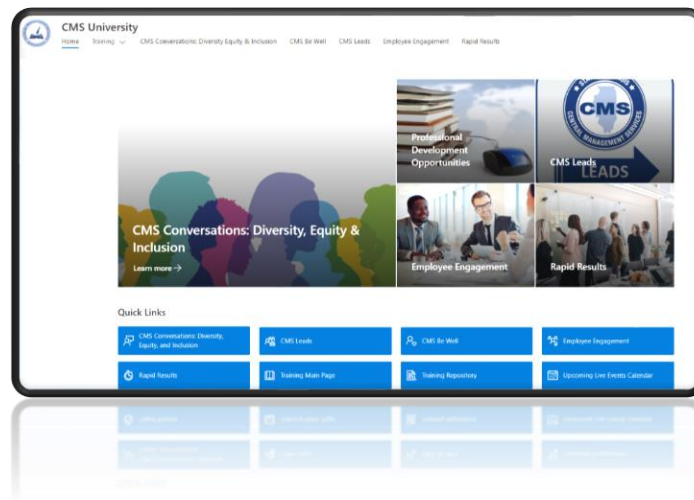 CMS University
Home Training CMS Conversations: Diversity Equity & Inclusion CMS Be Well CMS Leads Employee Engagement Rapid Results
Professional
Development
Opportunities
CMS
CENTRAL MANAGEMENT SERVICES
LEADS
CMS Leads
CMS Conversations: Diversity, Equity &
Inclusion
Learn more →
Employee Engagement
Rapid Results
Quick Links
CMS Conversations: Diversity,
Equity, and Inclusion
CMS Leads
CMS Be Well
Employee Engagement
Rapid Results
Training Main Page
Training Repository
Upcoming Live Events Calendar